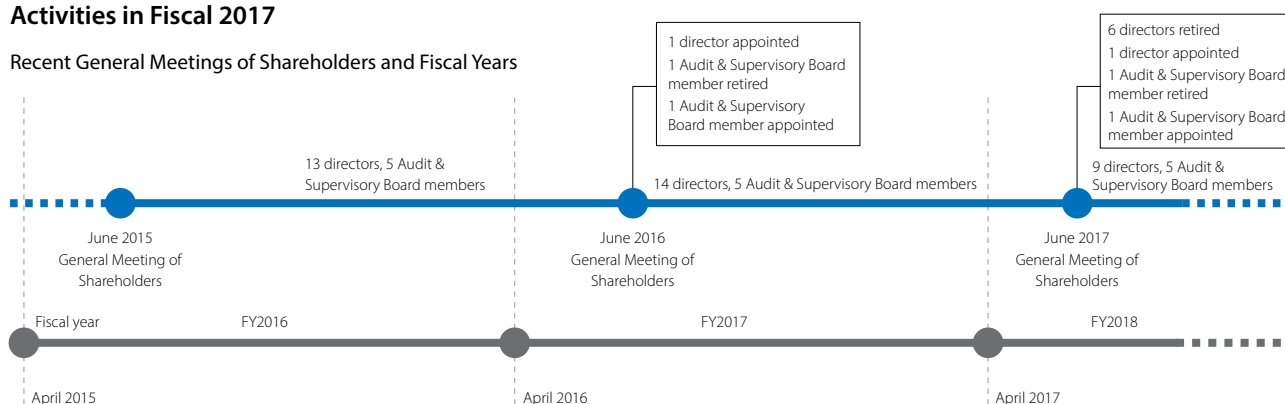 Activities in Fiscal 2017
Recent General Meetings of Shareholders and Fiscal Years
1 director appointed
1 Audit & Supervisory Board
member retired
1 Audit & Supervisory
Board member appointed
6 directors retired
1 director appointed
1 Audit & Supervisory Board
member retired
1 Audit & Supervisory Board
member appointed
13 directors, 5 Audit &
Supervisory Board members
14 directors, 5 Audit & Supervisory Board members
9 directors, 5 Audit &
Supervisory Board members
June 2015
General Meeting of
Shareholders
June 2016
General Meeting of
Shareholders
June 2017
General Meeting of
Shareholders
Fiscal year
FY2016
FY2017
FY2018
April 2015
April 2016
April 2017